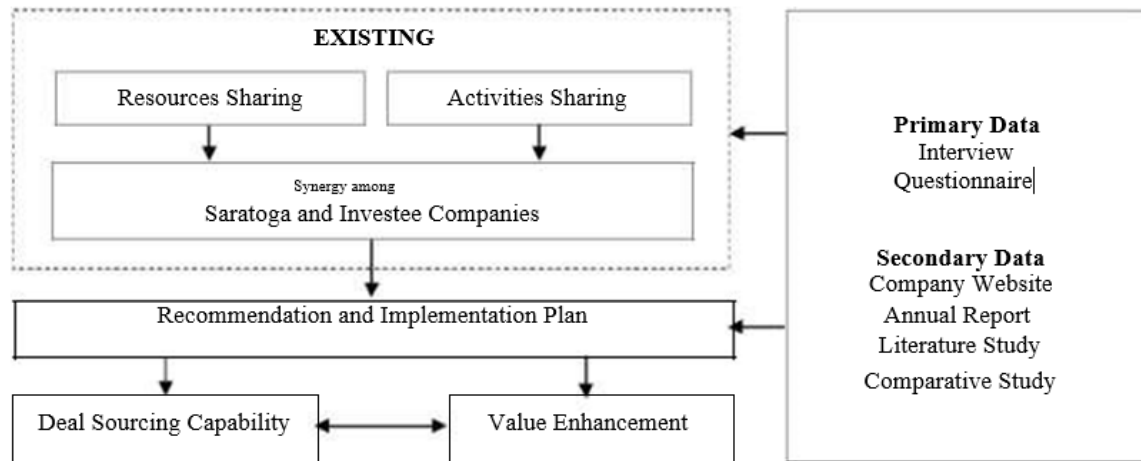 EXISTING
Resources Sharing
Activities Sharing
Synergy among
Saratoga and Investee Companies
Recommendation and Implementation Plan
Deal Sourcing Capability
Value Enhancement
Primary Data
Interview
Questionnaire
Secondary Data
Company Website
Annual Report
Literature Study
Comparative Study